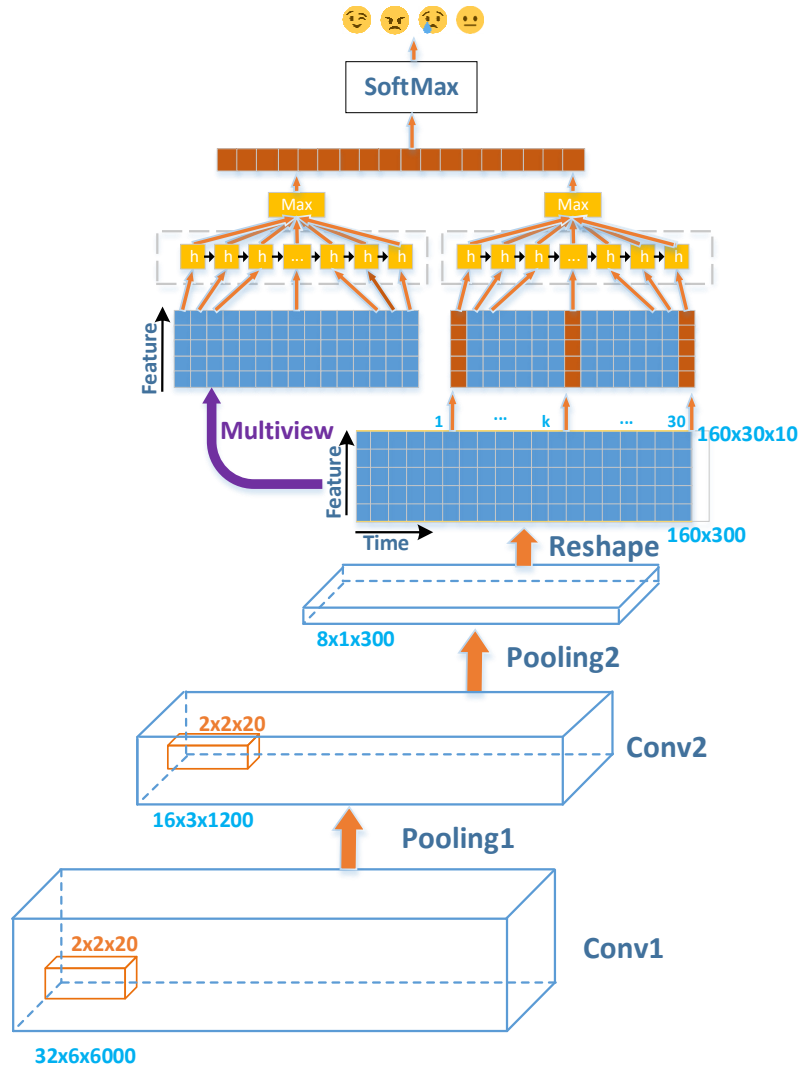 SoftMax
Max
Max
h h h ... h h h
h h h ... h h h
Feature
Multiview
1 ... k ... 30
160x30x10
Feature
Time
160x300
Reshape
8x1x300
Pooling2
2x2x20
Conv2
16x3x1200
Pooling1
2x2x20
Conv1
32x6x6000